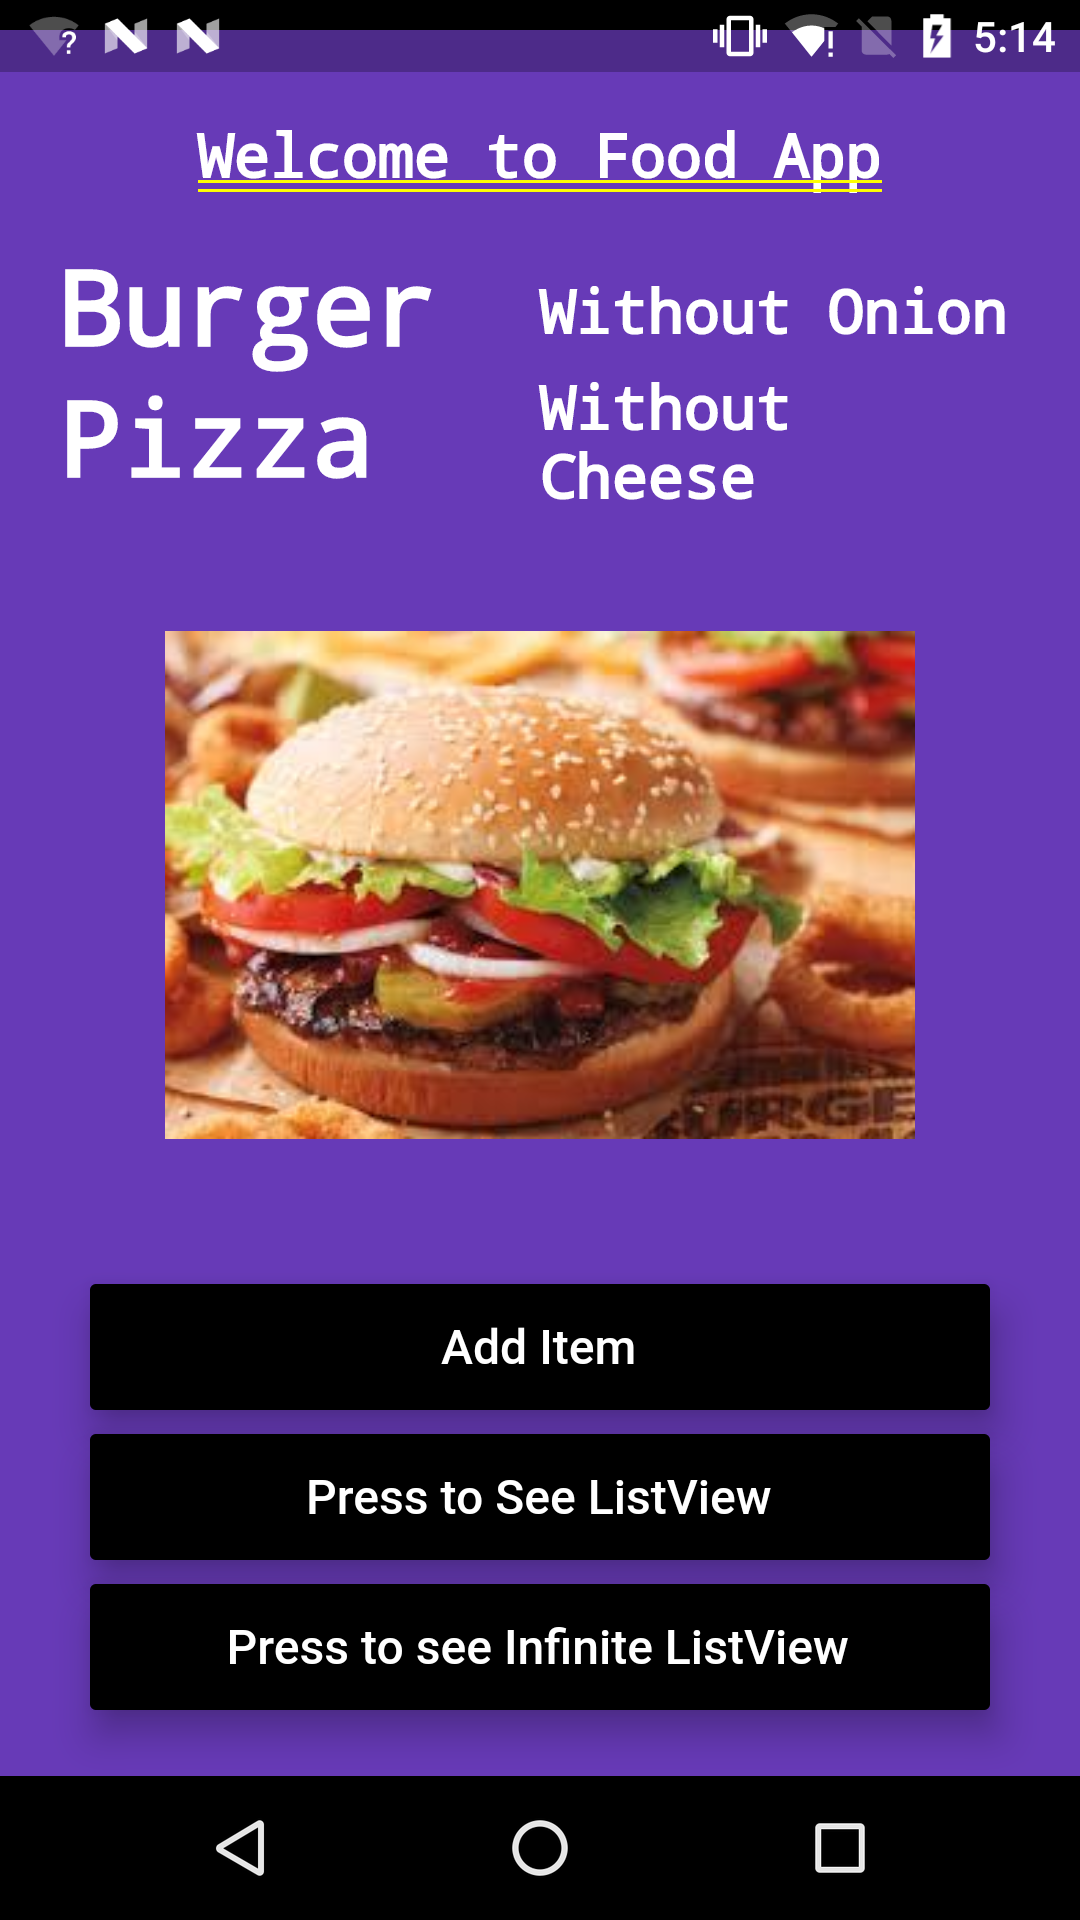 5:14
Welcome to Food App
Burger
Without Onion
Pizza
Without
Cheese
URGE
Add Item
Press to See ListView
Press to see Infinite ListView